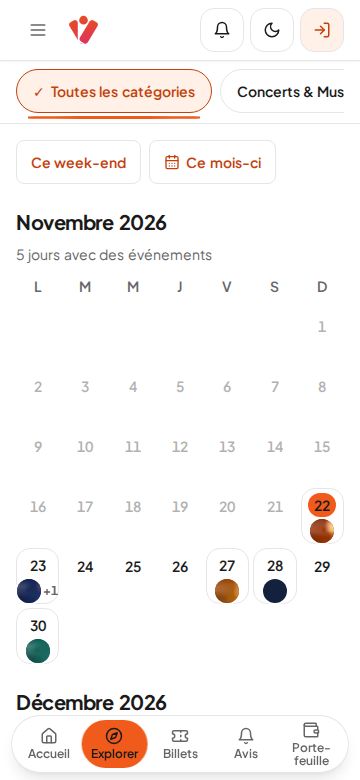 ✓ Toutes les catégories Concerts & Mus
Ce week-end Ce mois-ci
Novembre 2026
5 jours avec des événements
L M M J V S D
1
2 3 4 5 6 7 8
9 10 11 12 13 14 15
16 17 18 19 20 21 22
23 24 25 26 27 28 29
+1
30
Décembre 2026
Accueil Explorer Billets Avis Porte-
feuille